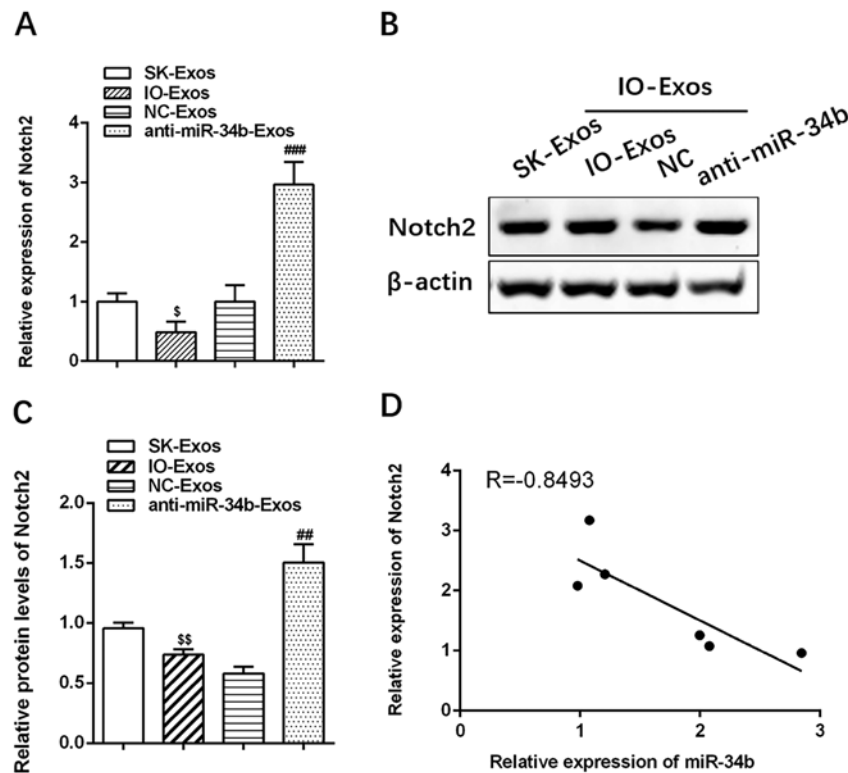 A
SK-Exos
IO-Exos
NC-Exos
anti-miR-34b-Exos
Relative expression of Notch2
4
3
2
1
0
$
###
B
IO-Exos
SK-Exos
IO-Exos
NC
anti-miR-34b
Notch2
β-actin
C
SK-Exos
IO-Exos
NC-Exos
anti-miR-34b-Exos
Relative protein levels of Notch2
2.0
1.5
1.0
0.5
0.0
$$
##
D
R=-0.8493
Relative expression of Notch2
4
3
2
1
0
0 1 2 3
Relative expression of miR-34b